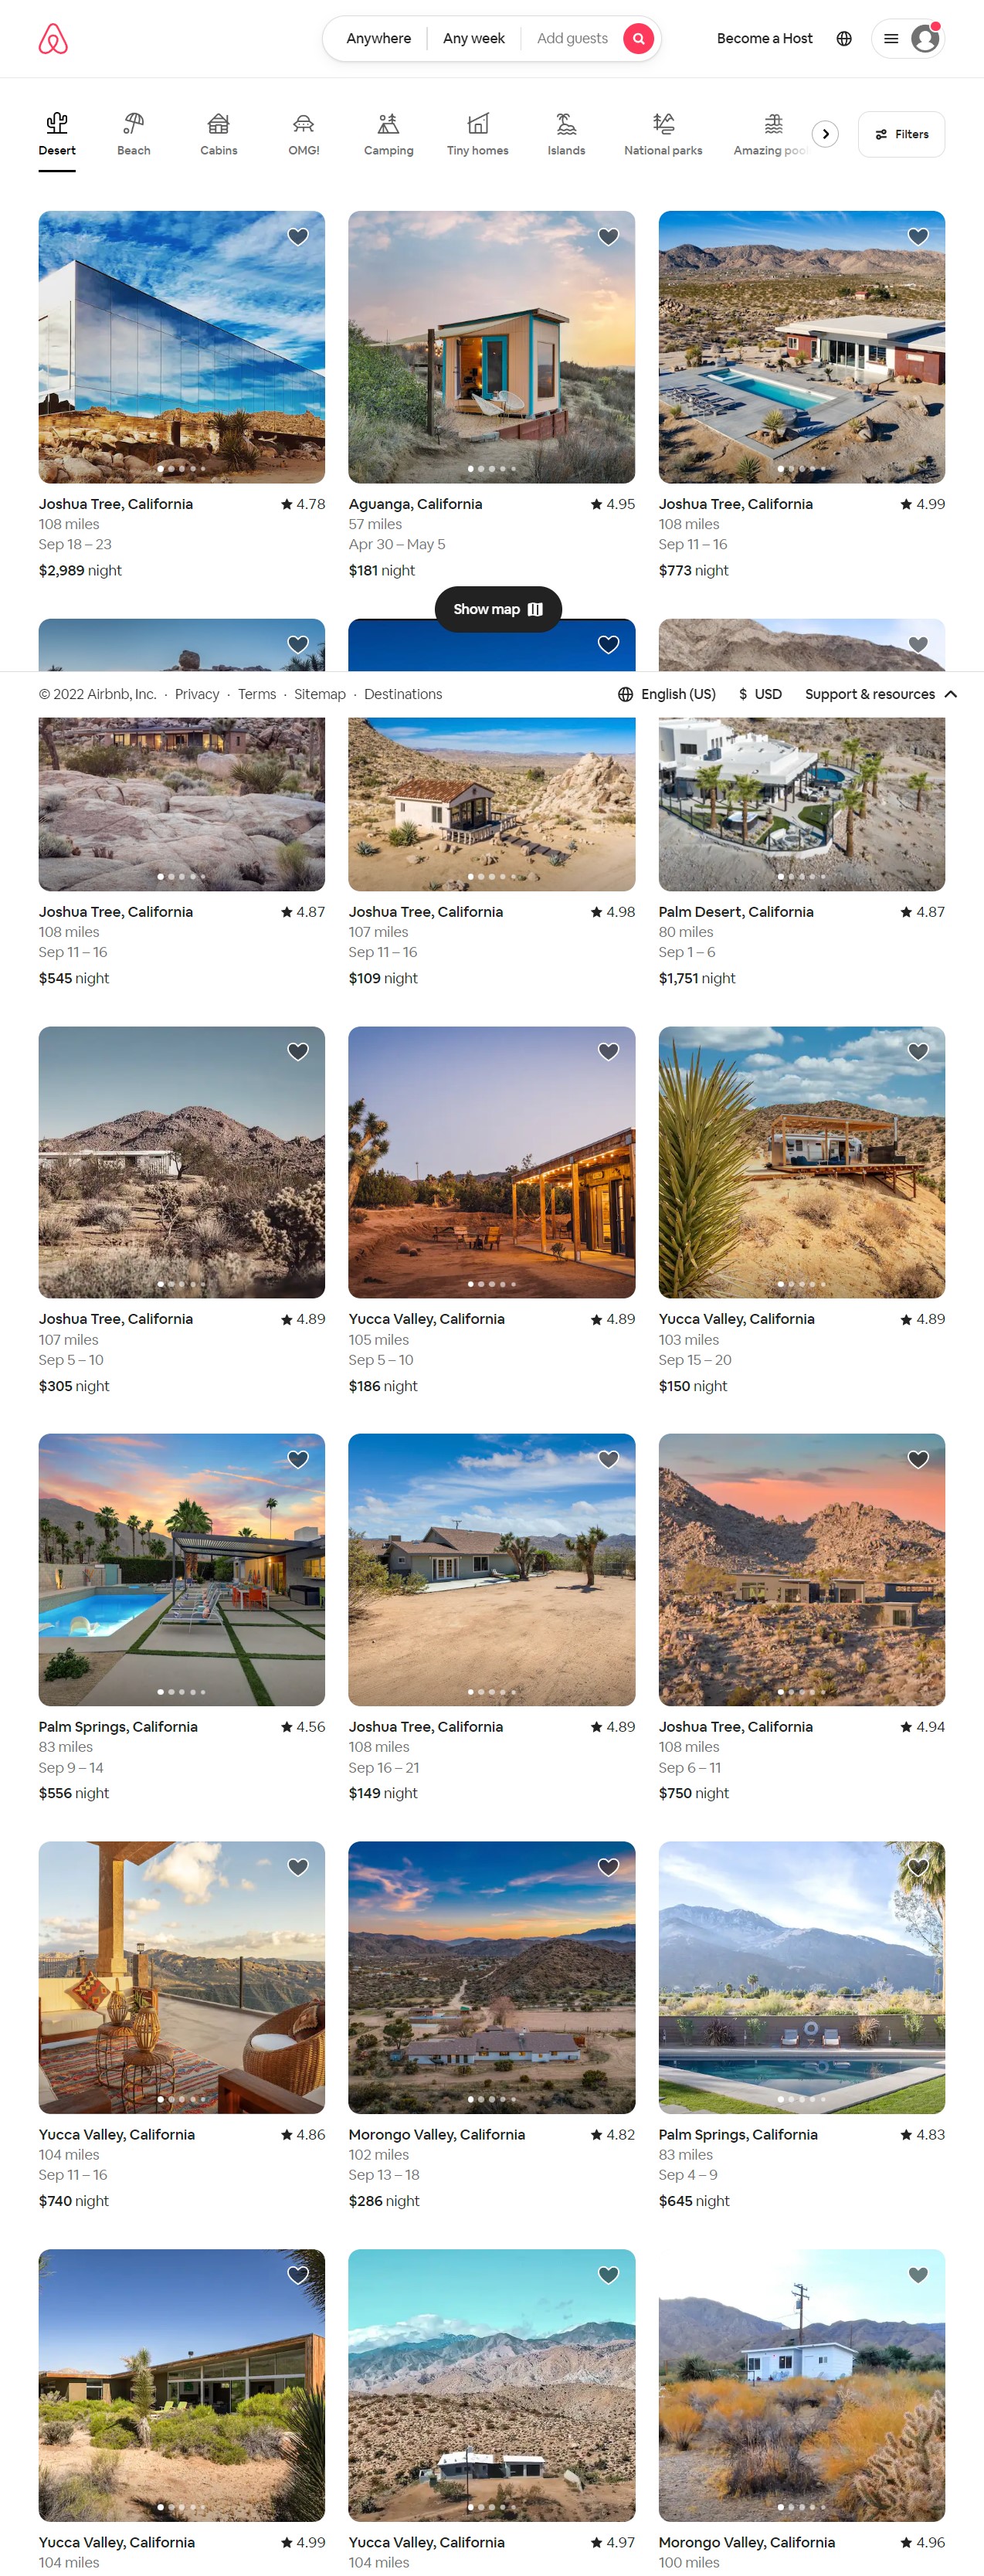 Anywhere Any week Add guests Become a Host
Desert Beach Cabins OMG! Camping Tiny homes Islands National parks Amazing poo Filters
Joshua Tree, California 4.78
108 miles
Sep 18 – 23
$2,989 night
Aguanga, California 4.95
57 miles
Apr 30 – May 5
$181 night
Joshua Tree, California 4.99
108 miles
Sep 11 – 16
$773 night
Show map
© 2022 Airbnb, Inc. · Privacy · Terms · Sitemap · Destinations English (US) $ USD Support & resources
Joshua Tree, California 4.87
108 miles
Sep 11 – 16
$545 night
Joshua Tree, California 4.98
107 miles
Sep 11 – 16
$109 night
Palm Desert, California 4.87
80 miles
Sep 1 – 6
$1,751 night
Joshua Tree, California 4.89
107 miles
Sep 5 – 10
$305 night
Yucca Valley, California 4.89
105 miles
Sep 5 – 10
$186 night
Yucca Valley, California 4.89
103 miles
Sep 15 – 20
$150 night
Palm Springs, California 4.56
83 miles
Sep 9 – 14
$556 night
Joshua Tree, California 4.89
108 miles
Sep 16 – 21
$149 night
Joshua Tree, California 4.94
108 miles
Sep 6 – 11
$750 night
Yucca Valley, California 4.86
104 miles
Sep 11 – 16
$740 night
Morongo Valley, California 4.82
102 miles
Sep 13 – 18
$286 night
Palm Springs, California 4.83
83 miles
Sep 4 – 9
$645 night
Yucca Valley, California 4.99
104 miles
Yucca Valley, California 4.97
104 miles
Morongo Valley, California 4.96
100 miles